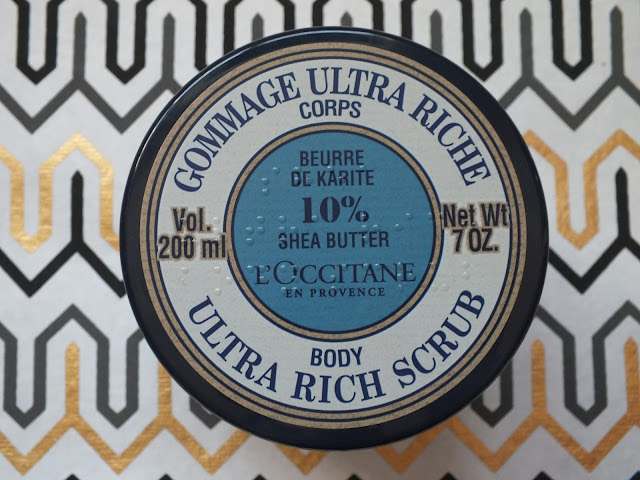 GOMMAGE ULTRA RICHE
CORPS
BEURRE
DE KARITE
10%
SHEA BUTTER
L'OCCITANE
EN PROVENCE
Vol.
200 ml
Net Wt
7 OZ.
BODY
ULTRA RICH SCRUB